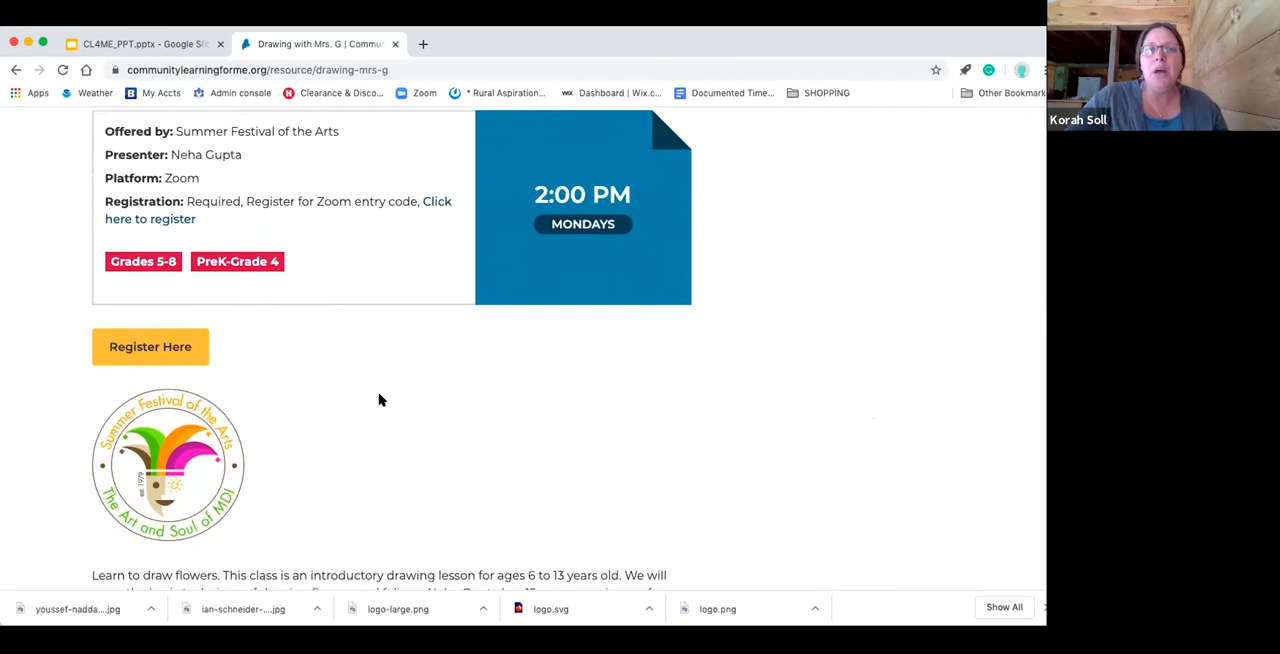 CL4ME_PPT.pptx - Google Slic
Drawing with Mrs. G | Commun
communitylearningforme.org/resource/drawing-mrs-g
Apps Weather My Accts Admin console Clearance & Disco... Zoom * Rural Aspiration... WIX Dashboard | Wix.c... Documented Time... SHOPPING Other Bookmark
Korah Soll
Offered by: Summer Festival of the Arts
Presenter: Neha Gupta
Platform: Zoom
Registration: Required, Register for Zoom entry code, Click
here to register
Grades 5-8 PreK-Grade 4
2:00 PM
MONDAYS
Register Here
Summer Festival of the Arts
est. 1979
The Art and Soul of MDI
Learn to draw flowers. This class is an introductory drawing lesson for ages 6 to 13 years old. We will
youssef-nadda....jpg ian-schneider-....jpg logo-large.png logo.svg logo.png Show All